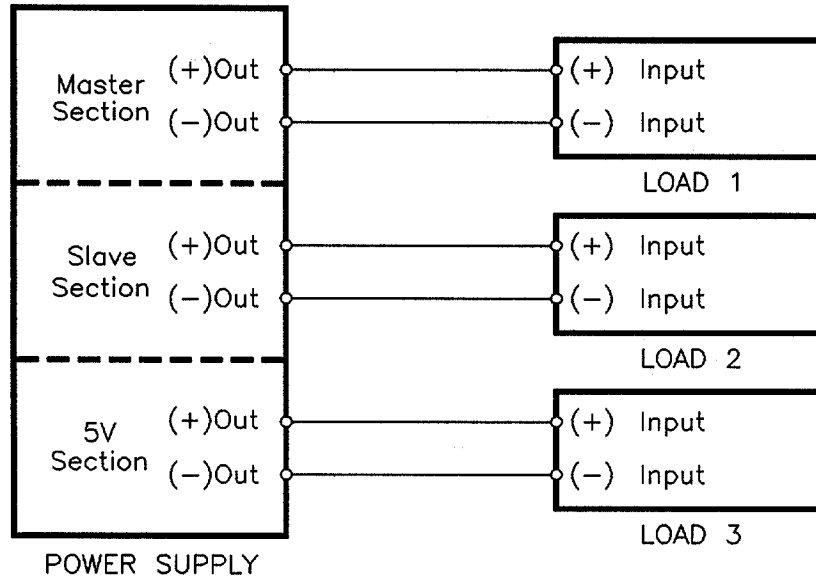 Master
Section
(+)Out
(−)Out
(+) Input
(−) Input
LOAD 1
Slave
Section
(+)Out
(−)Out
(+) Input
(−) Input
LOAD 2
5V
Section
(+)Out
(−)Out
(+) Input
(−) Input
LOAD 3
POWER SUPPLY